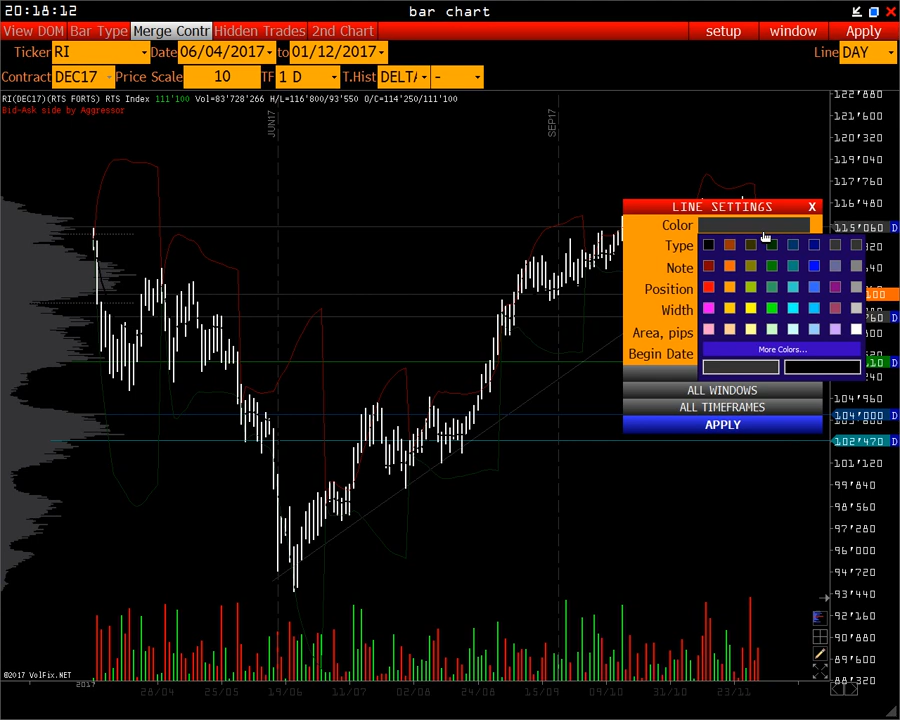 20:18:12 bar chart
View DOM Bar Type Merge Contr Hidden Trades 2nd Chart setup window Apply
Ticker RI Date 06/04/2017 to 01/12/2017 Line DAY
Contract DEC17 Price Scale 10 TF 1 D T.Hist DELTA -
RI(DEC17)(RTS FORTS) RTS Index 111'100 Vol=83'728'266 H/L=116'800/93'550 O/C=114'250/111'100
Bid-Ask side by Aggressor
JUN17
SEP17
122'880
121'600
120'320
119'040
117'760
116'480
115'060 D
LINE SETTINGS X
Color
Type
Note
Position
Width
Area, pips
Begin Date
More Colors...
ALL WINDOWS
ALL TIMEFRAMES
APPLY
D
D
104'960
104'000 D
102'470 D
101'120
99'840
98'560
97'280
96'000
94'720
93'440
92'160
90'880
89'600
88'320
©2017 VolFix.NET
2017 26/04 25/05 19/06 11/07 02/08 24/08 15/09 09/10 31/10 23/11